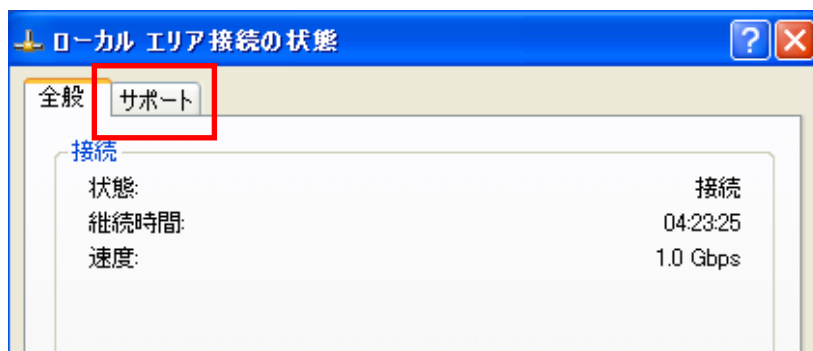 ローカル エリア接続の状態
全般 サポート
接続
状態: 接続
継続時間: 04:23:25
速度: 1.0 Gbps